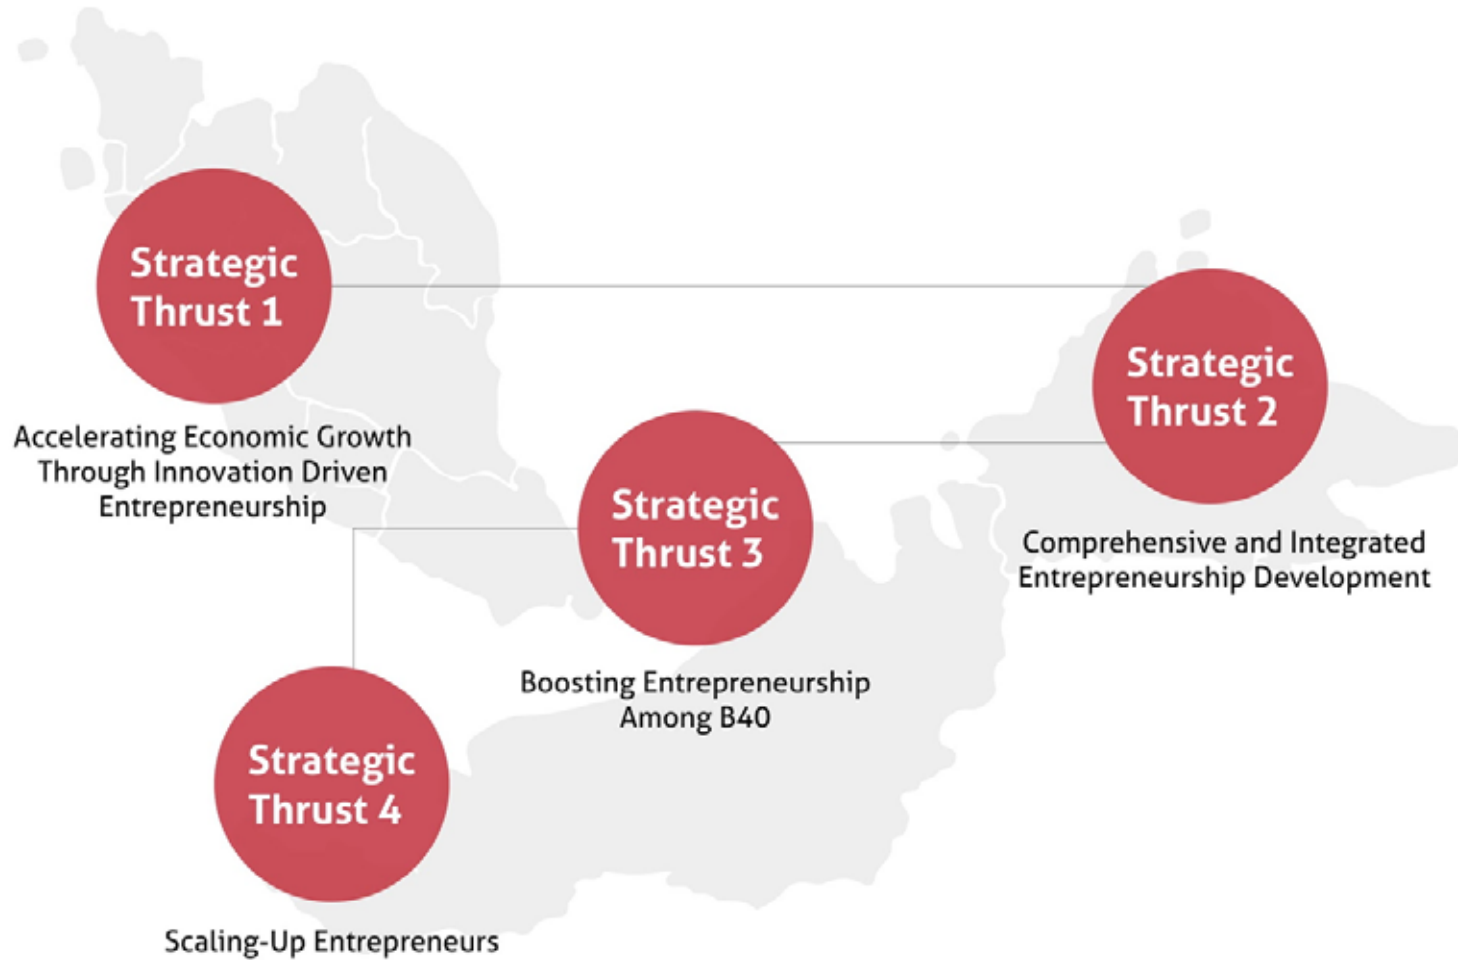 Strategic
Thrust 1
Accelerating Economic Growth
Through Innovation Driven
Entrepreneurship
Strategic
Thrust 2
Comprehensive and Integrated
Entrepreneurship Development
Strategic
Thrust 3
Boosting Entrepreneurship
Among B40
Strategic
Thrust 4
Scaling-Up Entrepreneurs